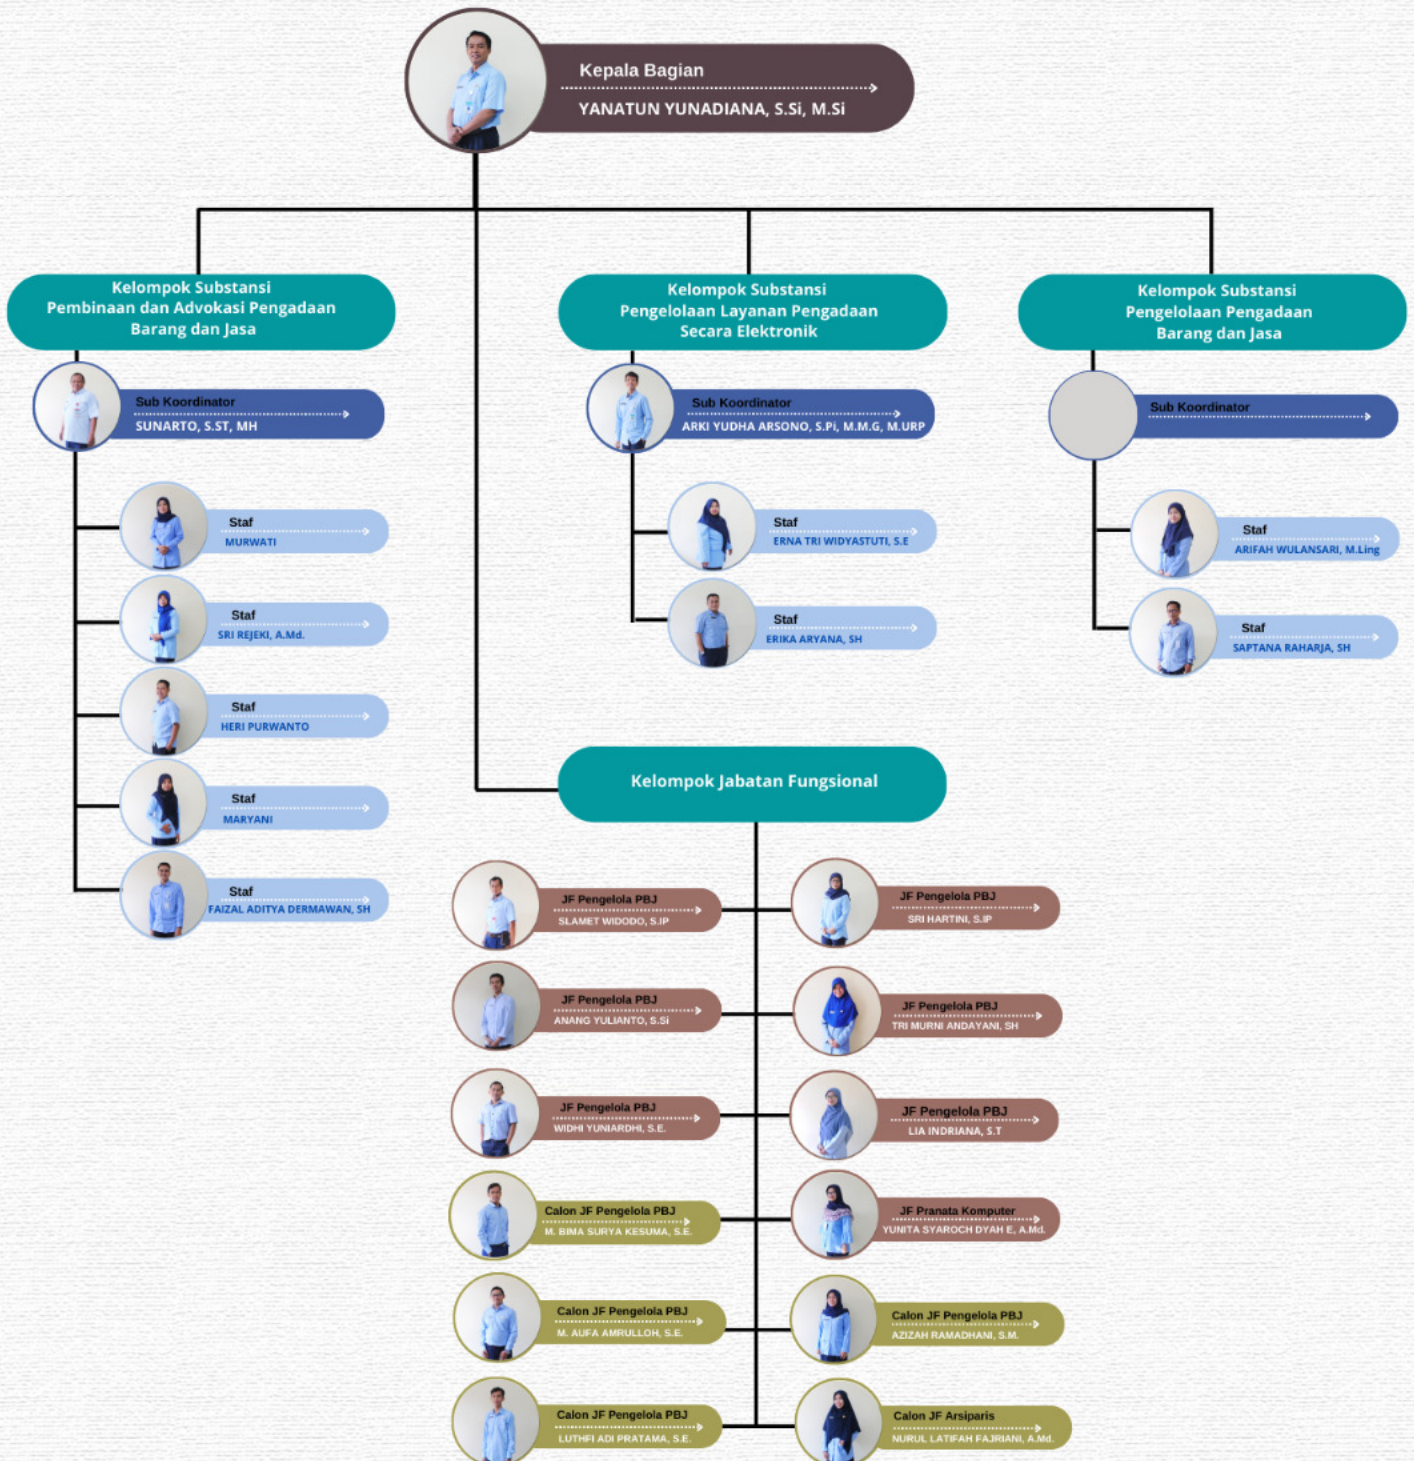 Kepala Bagian
YANATUN YUNADIANA, S.Si, M.Si
Kelompok Substansi
Pembinaan dan Advokasi Pengadaan
Barang dan Jasa
Sub Koordinator
SUNARTO, S.ST, MH
Staf
MURWATI
Staf
SRI REJEKI, A.Md.
Staf
HERI PURWANTO
Staf
MARYANI
Staf
FAIZAL ADITYA DERMAWAN, SH
Kelompok Substansi
Pengelolaan Layanan Pengadaan
Secara Elektronik
Sub Koordinator
ARKI YUDHA ARSONO, S.Pi, M.M.G, M.URP
Staf
ERNA TRI WIDYASTUTI, S.E
Staf
ERIKA ARYANA, SH
Kelompok Substansi
Pengelolaan Pengadaan
Barang dan Jasa
Sub Koordinator
Staf
ARIFAH WULANSARI, M.Ling
Staf
SAPTANA RAHARJA, SH
Kelompok Jabatan Fungsional
JF Pengelola PBJ
SLAMET WIDODO, S.IP
JF Pengelola PBJ
SRI HARTINI, S.IP
JF Pengelola PBJ
ANANG YULIANTO, S.Si
JF Pengelola PBJ
TRI MURNI ANDAYANI, SH
JF Pengelola PBJ
WIDHI YUNIARDHI, S.E.
JF Pengelola PBJ
LIA INDRIANA, S.T
Calon JF Pengelola PBJ
M. BIMA SURYA KESUMA, S.E.
JF Pranata Komputer
YUNITA SYAROCH DYAH E, A.Md.
Calon JF Pengelola PBJ
M. AUFA AMRULLOH, S.E.
Calon JF Pengelola PBJ
AZIZAH RAMADHANI, S.M.
Calon JF Pengelola PBJ
LUTHFI ADI PRATAMA, S.E.
Calon JF Arsiparis
NURUL LATIFAH FAJRIANI, A.Md.